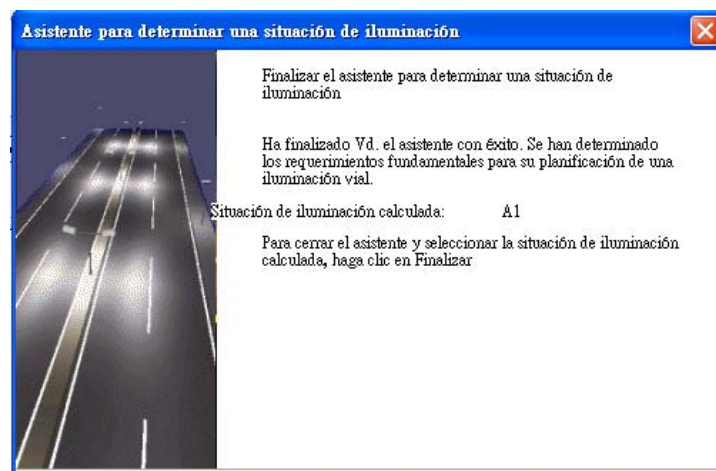 Asistente para determinar una situación de iluminación
Finalizar el asistente para determinar una situación de
iluminación
Ha finalizado Vd. el asistente con éxito. Se han determinado
los requerimientos fundamentales para su planificación de una
iluminación vial.
Situación de iluminación calculada: A1
Para cerrar el asistente y seleccionar la situación de iluminación
calculada, haga clic en Finalizar